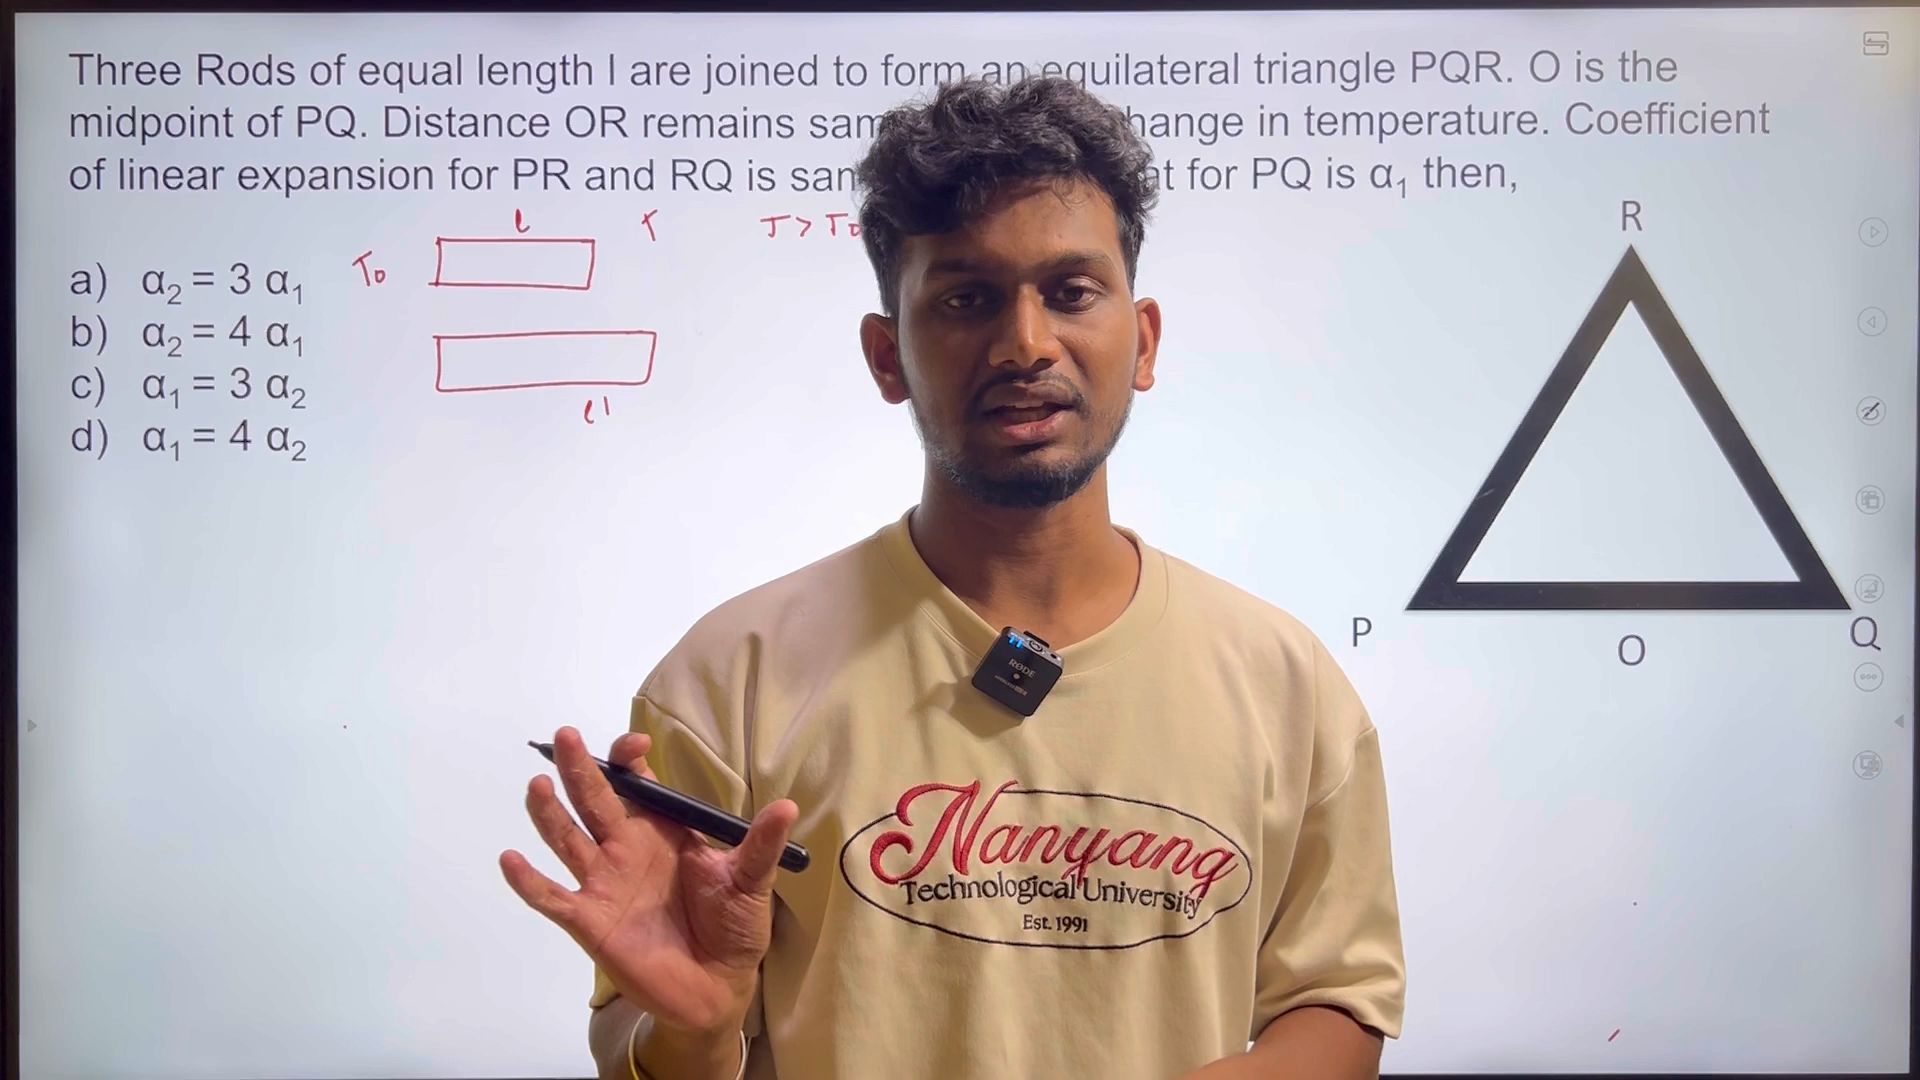 Three Rods of equal length l are joined to form an equilateral triangle PQR. O is the
midpoint of PQ. Distance OR remains hange in temperature. Coefficient
of linear expansion for PR and RQ is for PQ is α₁ then,
a) α₂ = 3 α₁
b) α₂ = 4 α₁
c) α₁ = 3 α₂
d) α₁ = 4 α₂
l
T > T₀
T₀
l'
R
P
O
Q
RØDE
Nanyang
Technological University
Est. 1991